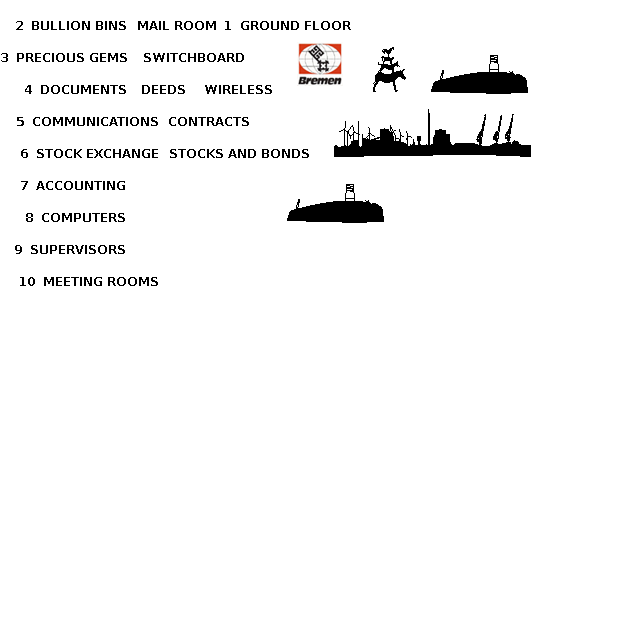 2 BULLION BINS MAIL ROOM 1 GROUND FLOOR
3 PRECIOUS GEMS SWITCHBOARD
Bremen
4 DOCUMENTS DEEDS WIRELESS
5 COMMUNICATIONS CONTRACTS
6 STOCK EXCHANGE STOCKS AND BONDS
7 ACCOUNTING
8 COMPUTERS
9 SUPERVISORS
10 MEETING ROOMS